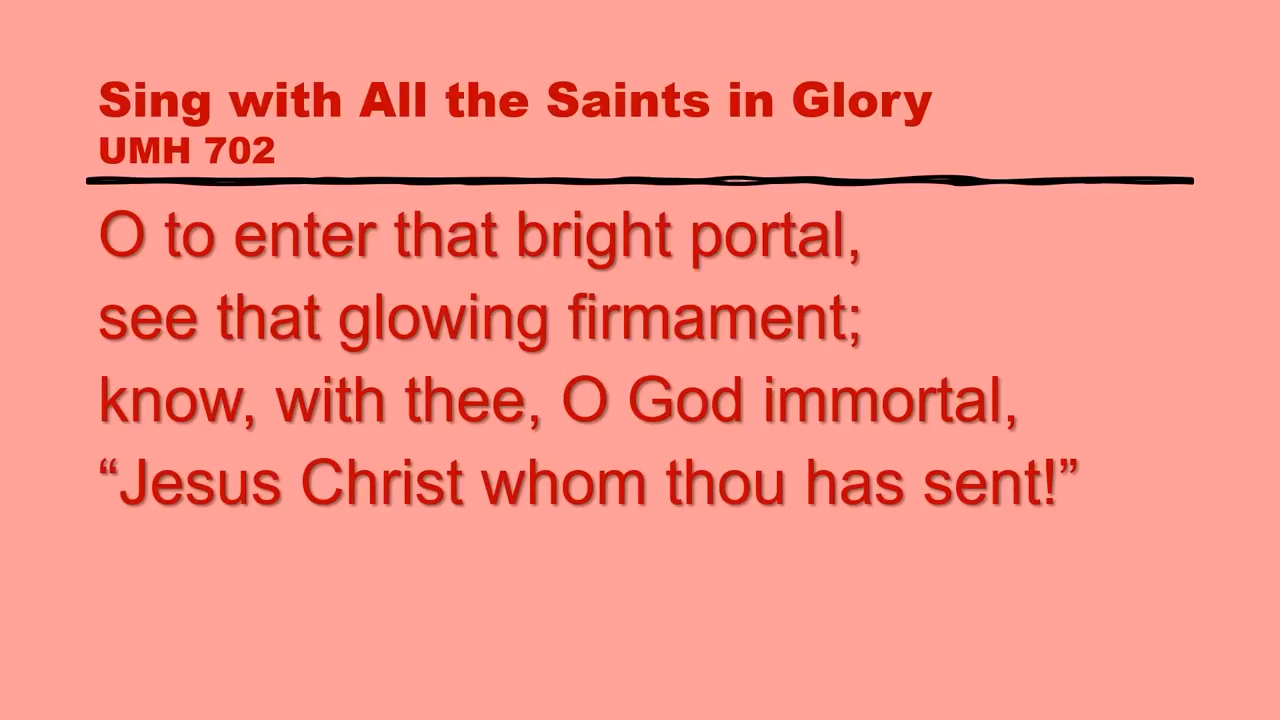 Sing with All the Saints in Glory
UMH 702
O to enter that bright portal,
see that glowing firmament;
know, with thee, O God immortal,
“Jesus Christ whom thou has sent!”